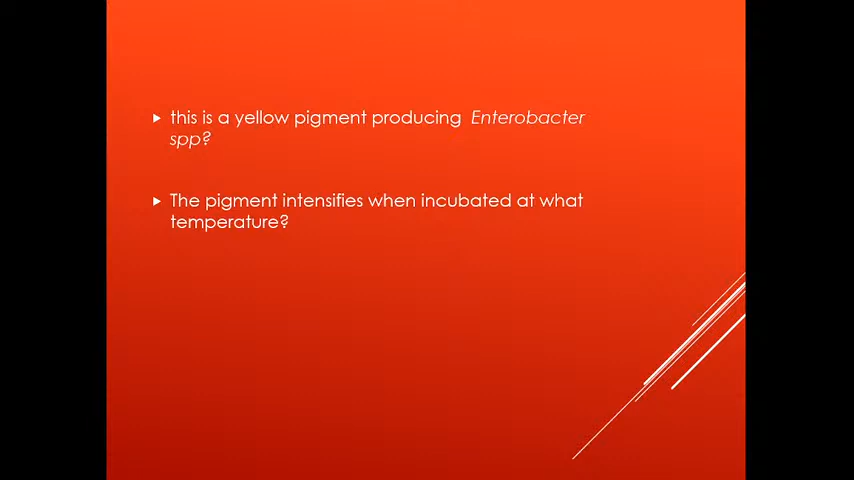 this is a yellow pigment producing Enterobacter
spp?
The pigment intensifies when incubated at what
temperature?